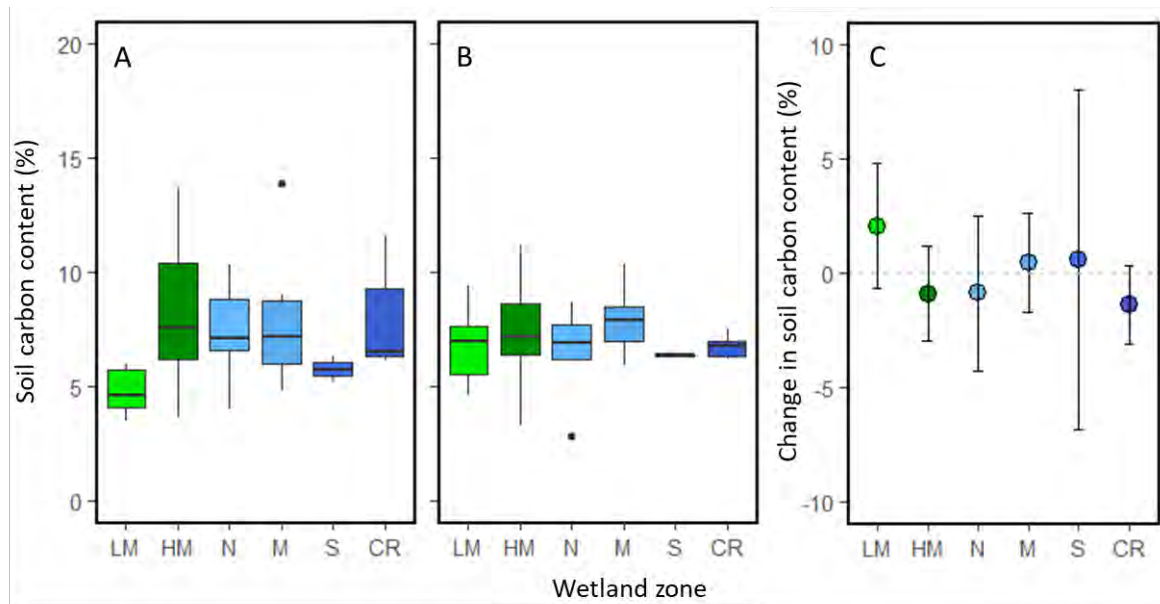 A
B
C
Soil carbon content (%)
20
15
10
5
0
Change in soil carbon content (%)
10
5
0
-5
-10
LM HM N M S CR
LM HM N M S CR
LM HM N M S CR
Wetland zone